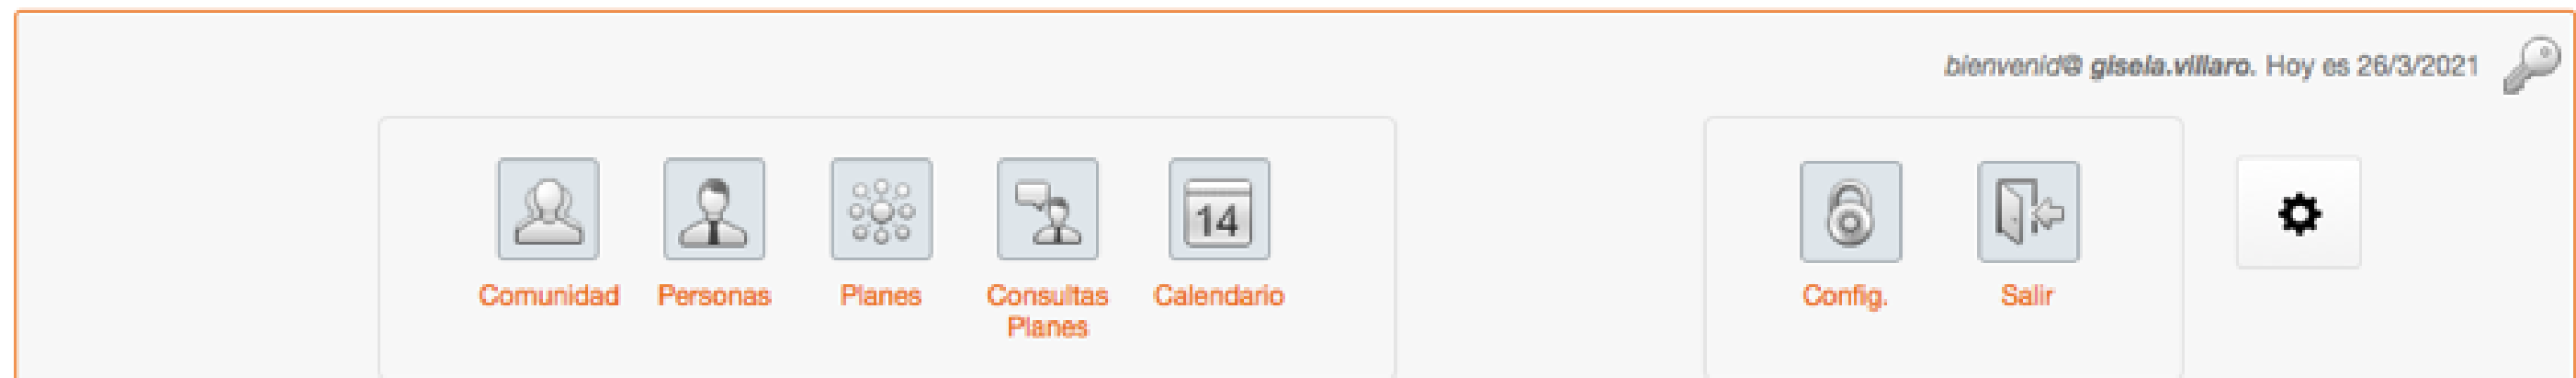 bienvenid@ gisela.villaro. Hoy es 26/3/2021
14
Comunidad Personas Planes Consultas Planes Calendario
Config. Salir